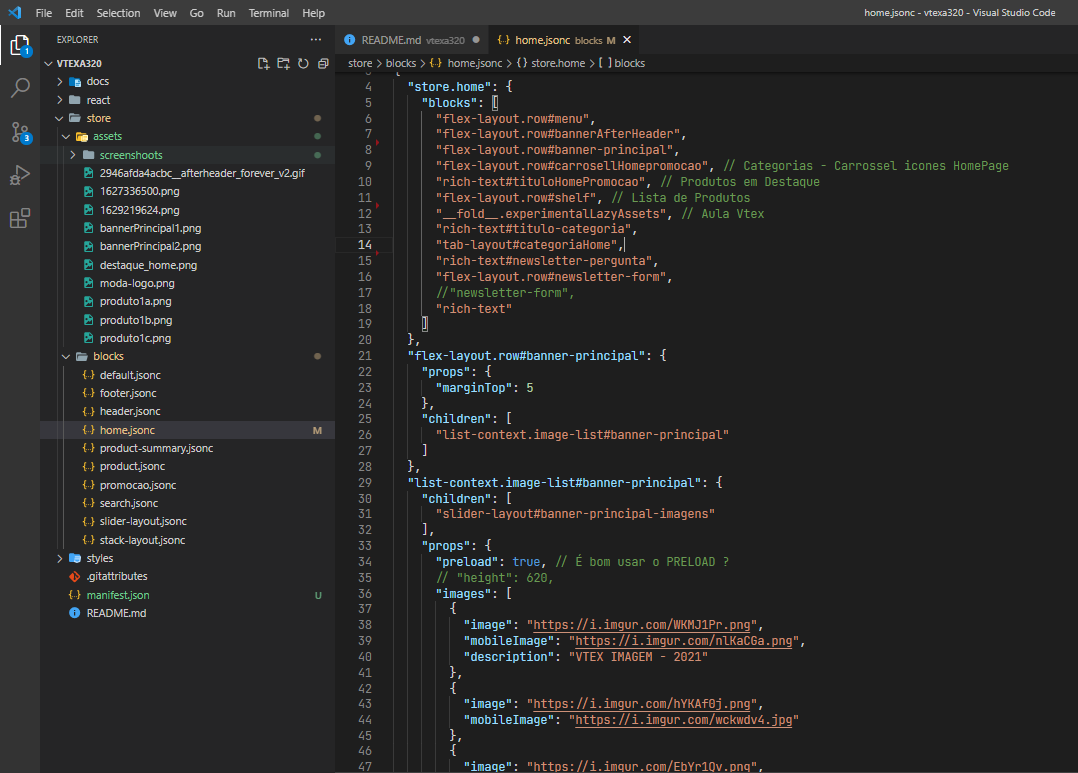 File Edit Selection View Go Run Terminal Help
home.jsonc - vtexa320 - Visual Studio Code
EXPLORER
VTEXA320
docs
react
store
assets
screenshoots
2946afda4acbc__afterheader_forever_v2.gif
1627336500.png
1629219624.png
bannerPrincipal1.png
bannerPrincipal2.png
destaque_home.png
moda-logo.png
produto1a.png
produto1b.png
produto1c.png
blocks
default.jsonc
footer.jsonc
header.jsonc
home.jsonc M
product-summary.jsonc
product.jsonc
promocao.jsonc
search.jsonc
slider-layout.jsonc
stack-layout.jsonc
styles
.gitattributes
manifest.json U
README.md
1
3
README.md vtexa320
home.jsonc blocks M
store > blocks > {··} home.jsonc > {} store.home > [ ] blocks
4 "store.home": {
5 "blocks": [
6 "flex-layout.row#menu",
7 "flex-layout.row#bannerAfterHeader",
8 "flex-layout.row#banner-principal",
9 "flex-layout.row#carrosellHomepromocao", // Categorias - Carrossel icones HomePage
10 "rich-text#tituloHomePromocao", // Produtos em Destaque
11 "flex-layout.row#shelf", // Lista de Produtos
12 "__fold__.experimentalLazyAssets", // Aula Vtex
13 "rich-text#titulo-categoria",
14 "tab-layout#categoriaHome",
15 "rich-text#newsletter-pergunta",
16 "flex-layout.row#newsletter-form",
17 //"newsletter-form",
18 "rich-text"
19 ]
20 },
21 "flex-layout.row#banner-principal": {
22 "props": {
23 "marginTop": 5
24 },
25 "children": [
26 "list-context.image-list#banner-principal"
27 ]
28 },
29 "list-context.image-list#banner-principal": {
30 "children": [
31 "slider-layout#banner-principal-imagens"
32 ],
33 "props": {
34 "preload": true, // É bom usar o PRELOAD ?
35 // "height": 620,
36 "images": [
37 {
38 "image": "https://i.imgur.com/WKMJ1Pr.png",
39 "mobileImage": "https://i.imgur.com/nlKaCGa.png",
40 "description": "VTEX IMAGEM - 2021"
41 },
42 {
43 "image": "https://i.imgur.com/hYKAf0j.png",
44 "mobileImage": "https://i.imgur.com/wckwdv4.jpg"
45 },
46 {
47 "image": "https://i.imgur.com/EbYr1Qv.png",